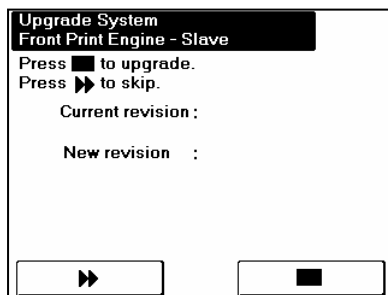 Upgrade System
Front Print Engine - Slave
Press ■ to upgrade.
Press ▶▶ to skip.
Current revision :
New revision :